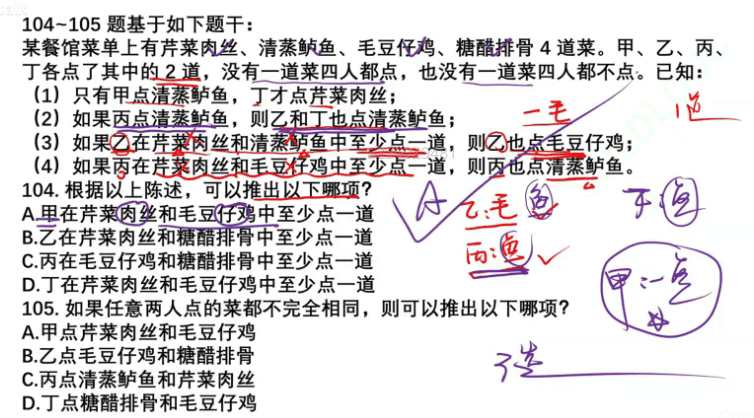 104~105 题基于如下题干：
某餐馆菜单上有芹菜肉丝、清蒸鲈鱼、毛豆仔鸡、糖醋排骨 4 道菜。甲、乙、丙、
丁各点了其中的 2 道，没有一道菜四人都点，也没有一道菜四人都不点。已知：
（1）只有甲点清蒸鲈鱼，丁才点芹菜肉丝；
（2）如果丙点清蒸鲈鱼，则乙和丁也点清蒸鲈鱼；
一毛
（3）如果乙在芹菜肉丝和清蒸鲈鱼中至少点一道，则乙也点毛豆仔鸡；
（4）如果丙在芹菜肉丝和毛豆仔鸡中至少点一道，则丙也点清蒸鲈鱼。
104. 根据以上陈述，可以推出以下哪项？
A.甲在芹菜肉丝和毛豆仔鸡中至少点一道
A
乙:毛 鱼
丁:鱼
B.乙在芹菜肉丝和糖醋排骨中至少点一道
丙:鱼
C.丙在毛豆仔鸡和糖醋排骨中至少点一道
甲:一鱼
D.丁在芹菜肉丝和糖醋排骨中至少点一道
105. 如果任意两人点的菜都不完全相同，则可以推出以下哪项？
A.甲点芹菜肉丝和毛豆仔鸡
B.乙点毛豆仔鸡和糖醋排骨
C.丙点清蒸鲈鱼和芹菜肉丝
D.丁点糖醋排骨和毛豆仔鸡